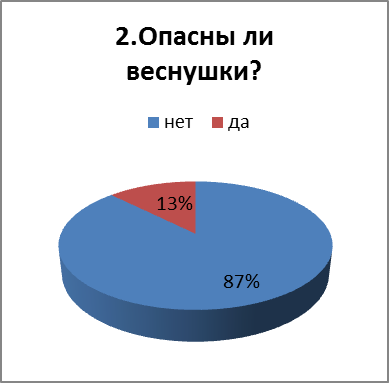 2.Опасны ли
веснушки?
нет да
13%
87%